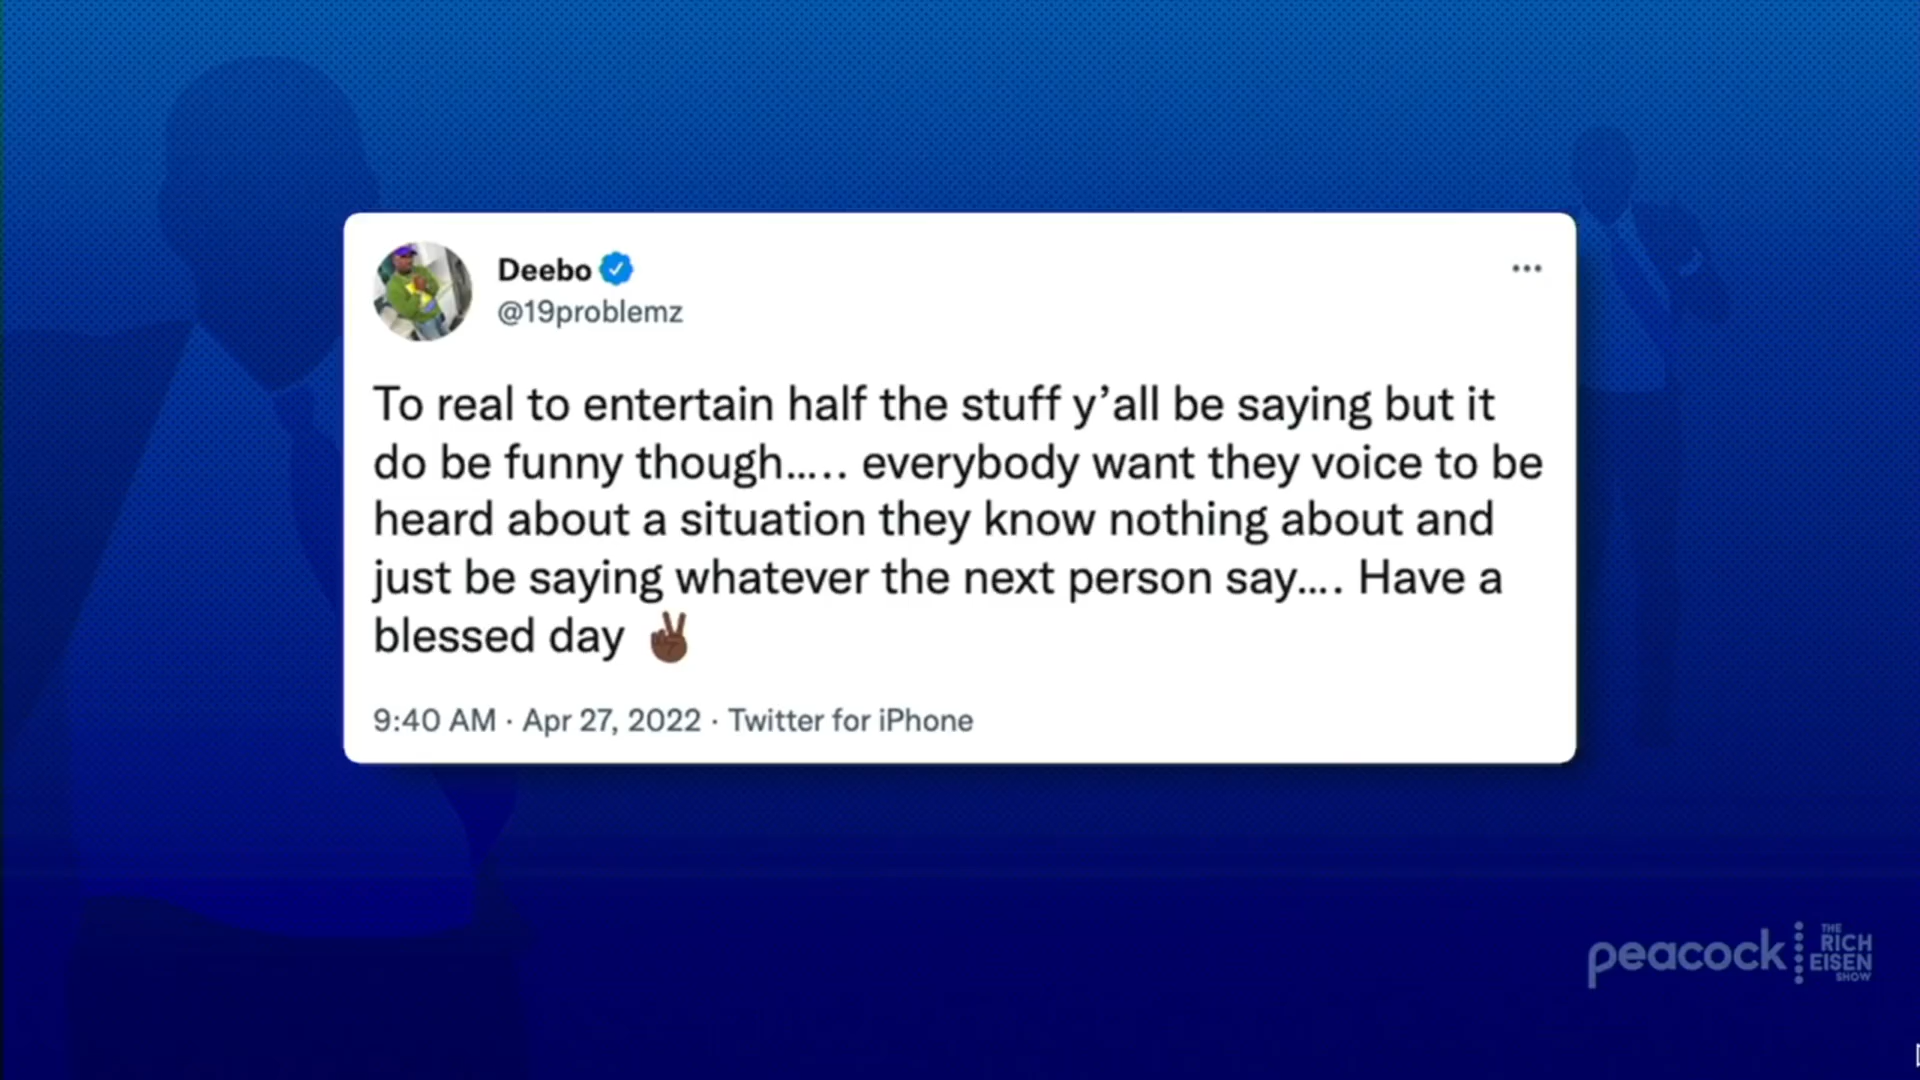 Deebo
@19problemz
To real to entertain half the stuff y’all be saying but it
do be funny though..... everybody want they voice to be
heard about a situation they know nothing about and
just be saying whatever the next person say.... Have a
blessed day ✌🏿
9:40 AM · Apr 27, 2022 · Twitter for iPhone
peacock
THE
RICH
EISEN
SHOW